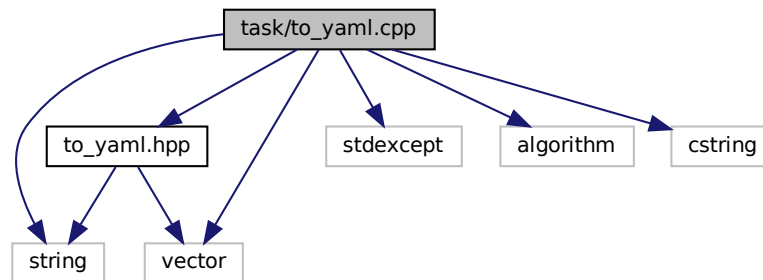 task/to_yaml.cpp
to_yaml.hpp
stdexcept
algorithm
cstring
string
vector